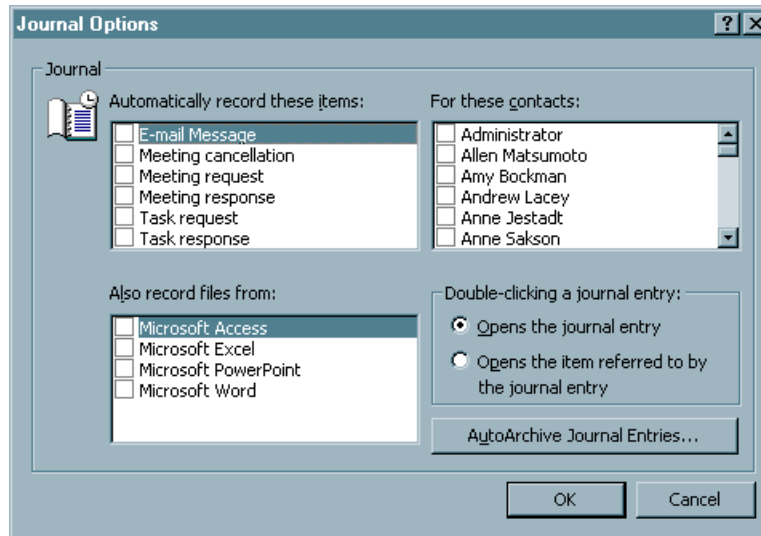 Journal Options
Journal
Automatically record these items:
E-mail Message
Meeting cancellation
Meeting request
Meeting response
Task request
Task response
For these contacts:
Administrator
Allen Matsumoto
Amy Bockman
Andrew Lacey
Anne Jestadt
Anne Sakson
Also record files from:
Microsoft Access
Microsoft Excel
Microsoft PowerPoint
Microsoft Word
Double-clicking a journal entry:
Opens the journal entry
Opens the item referred to by
the journal entry
AutoArchive Journal Entries...
OK
Cancel